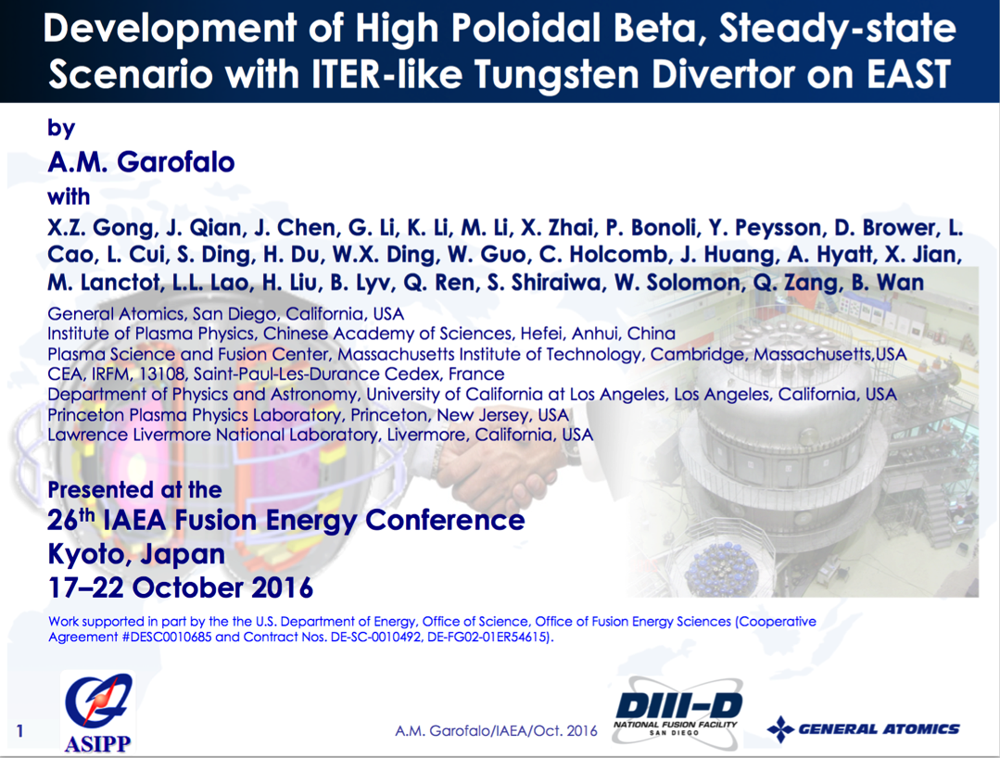 Development of High Poloidal Beta, Steady-state
Scenario with ITER-like Tungsten Divertor on EAST
by
A.M. Garofalo
with
X.Z. Gong, J. Qian, J. Chen, G. Li, K. Li, M. Li, X. Zhai, P. Bonoli, Y. Peysson, D. Brower, L.
Cao, L. Cui, S. Ding, H. Du, W.X. Ding, W. Guo, C. Holcomb, J. Huang, A. Hyatt, X. Jian,
M. Lanctot, L.L. Lao, H. Liu, B. Lyv, Q. Ren, S. Shiraiwa, W. Solomon, Q. Zang, B. Wan
General Atomics, San Diego, California, USA
Institute of Plasma Physics, Chinese Academy of Sciences, Hefei, Anhui, China
Plasma Science and Fusion Center, Massachusetts Institute of Technology, Cambridge, Massachusetts,USA
CEA, IRFM, 13108, Saint-Paul-Les-Durance Cedex, France
Department of Physics and Astronomy, University of California at Los Angeles, Los Angeles, California, USA
Princeton Plasma Physics Laboratory, Princeton, New Jersey, USA
Lawrence Livermore National Laboratory, Livermore, California, USA
Presented at the
26th IAEA Fusion Energy Conference
Kyoto, Japan
17–22 October 2016
Work supported in part by the the U.S. Department of Energy, Office of Science, Office of Fusion Energy Sciences (Cooperative
Agreement #DESC0010685 and Contract Nos. DE-SC-0010492, DE-FG02-01ER54615).
1
ASIPP
A.M. Garofalo/IAEA/Oct. 2016
DIII-D
NATIONAL FUSION FACILITY
SAN DIEGO
GENERAL ATOMICS